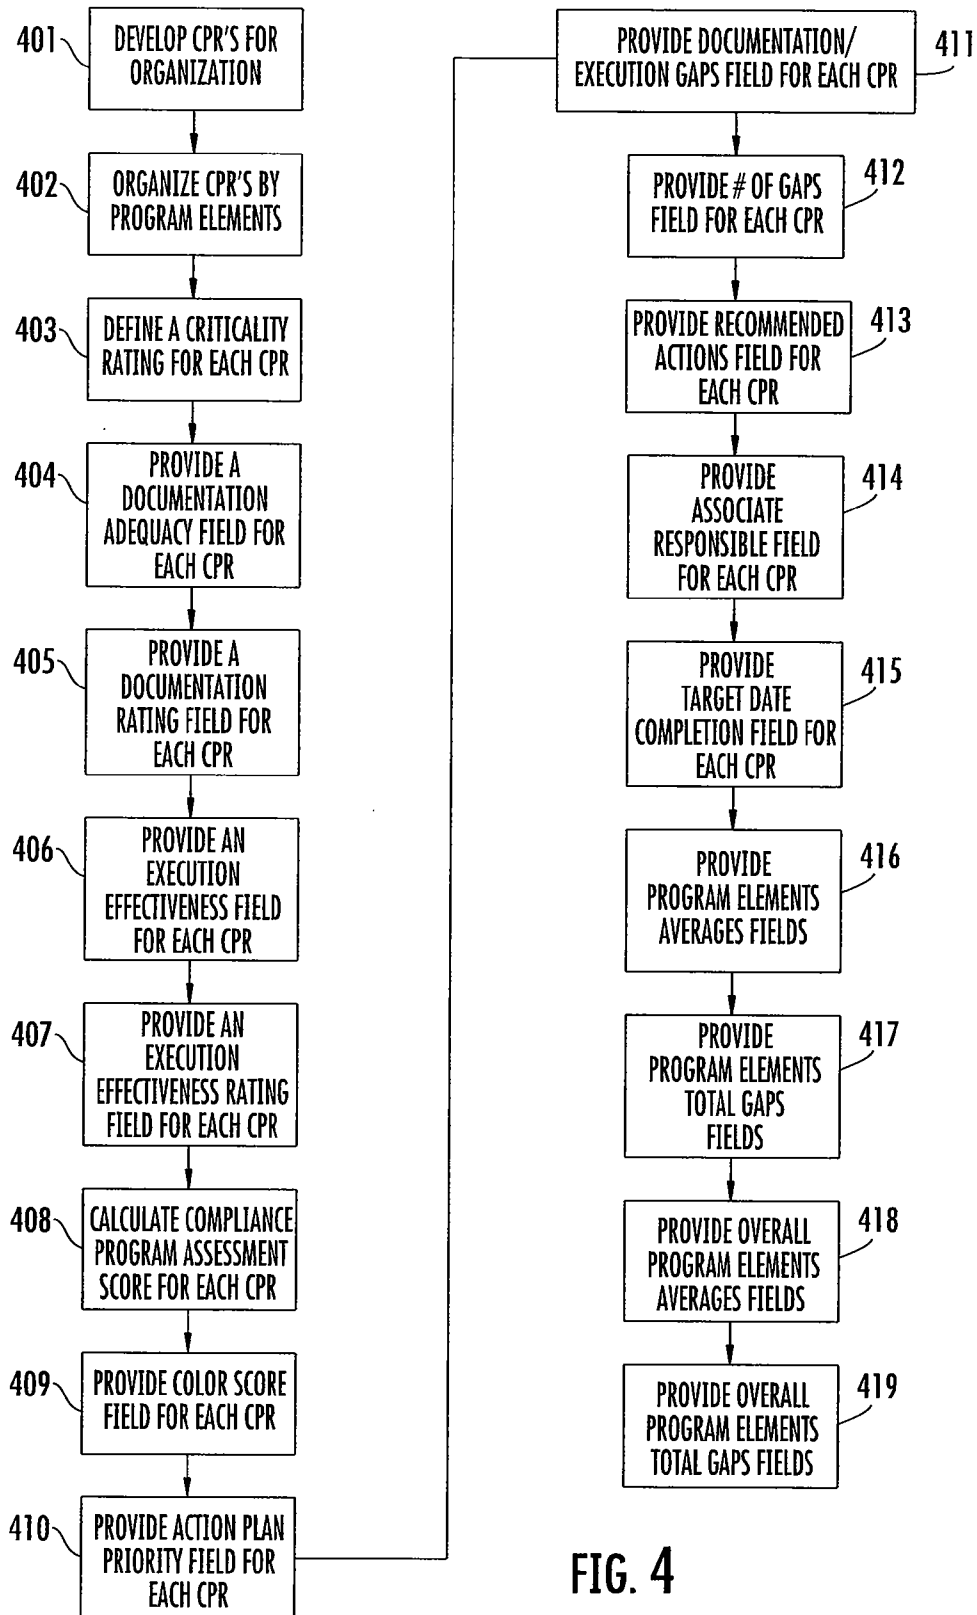 401
DEVELOP CPR'S FOR
ORGANIZATION
402
ORGANIZE CPR'S BY
PROGRAM ELEMENTS
403
DEFINE A CRITICALITY
RATING FOR EACH CPR
404
PROVIDE A
DOCUMENTATION
ADEQUACY FIELD FOR
EACH CPR
405
PROVIDE A
DOCUMENTATION
RATING FIELD FOR
EACH CPR
406
PROVIDE AN
EXECUTION
EFFECTIVENESS FIELD
FOR EACH CPR
407
PROVIDE AN
EXECUTION
EFFECTIVENESS RATING
FIELD FOR EACH CPR
408
CALCULATE COMPLIANCE
PROGRAM ASSESSMENT
SCORE FOR EACH CPR
409
PROVIDE COLOR SCORE
FIELD FOR EACH CPR
410
PROVIDE ACTION PLAN
PRIORITY FIELD FOR
EACH CPR
PROVIDE DOCUMENTATION/
EXECUTION GAPS FIELD FOR EACH CPR
411
PROVIDE # OF GAPS
FIELD FOR EACH CPR
412
PROVIDE RECOMMENDED
ACTIONS FIELD FOR
EACH CPR
413
PROVIDE
ASSOCIATE
RESPONSIBLE FIELD
FOR EACH CPR
414
PROVIDE
TARGET DATE
COMPLETION FIELD FOR
EACH CPR
415
PROVIDE
PROGRAM ELEMENTS
AVERAGES FIELDS
416
PROVIDE
PROGRAM ELEMENTS
TOTAL GAPS
FIELDS
417
PROVIDE OVERALL
PROGRAM ELEMENTS
AVERAGES FIELDS
418
PROVIDE OVERALL
PROGRAM ELEMENTS
TOTAL GAPS FIELDS
419
FIG. 4